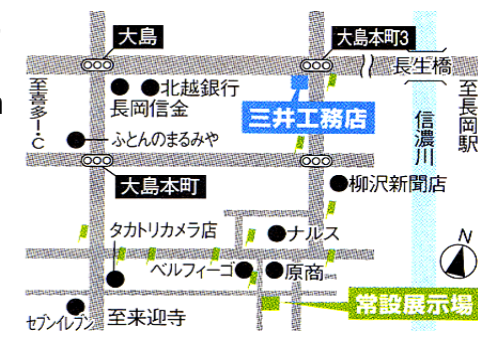 大島
大島本町3
北越銀行
長岡信金
長生橋
至喜多I・C
三井工務店
信濃川
至長岡駅
ふとんのまるみや
大島本町
柳沢新聞店
タカトリカメラ店
ナルス
N
ベルフィーゴ
原商
常設展示場
セブンイレブン
至来迎寺